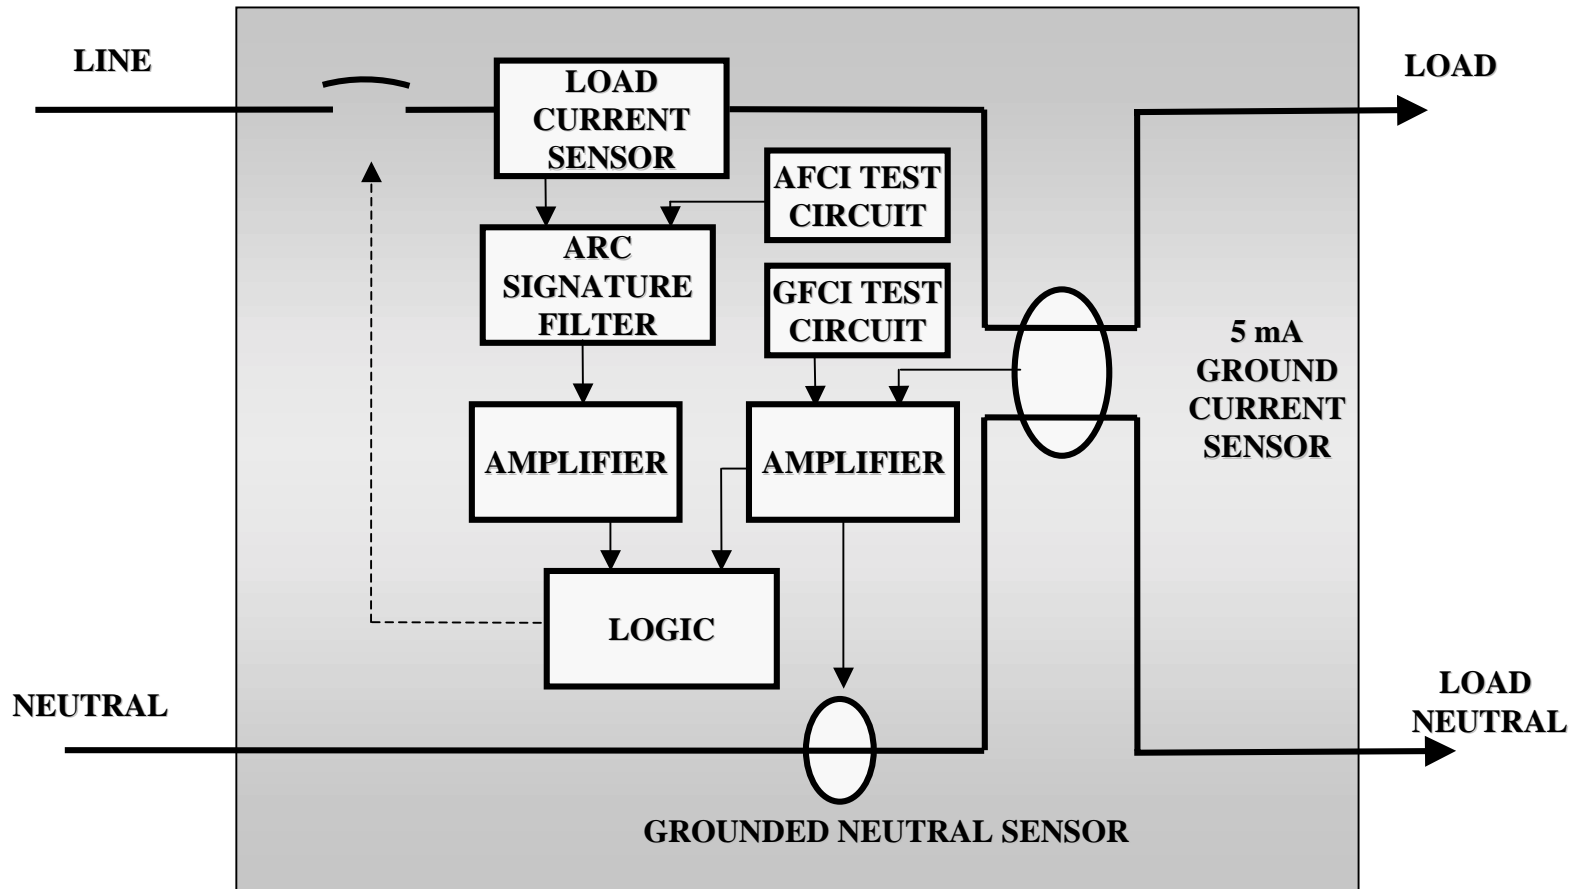 LINE
LOAD
LOAD
CURRENT
SENSOR
AFCI TEST
CIRCUIT
ARC
SIGNATURE
FILTER
GFCI TEST
CIRCUIT
5 mA
GROUND
CURRENT
SENSOR
AMPLIFIER
AMPLIFIER
LOGIC
NEUTRAL
LOAD
NEUTRAL
GROUNDED NEUTRAL SENSOR